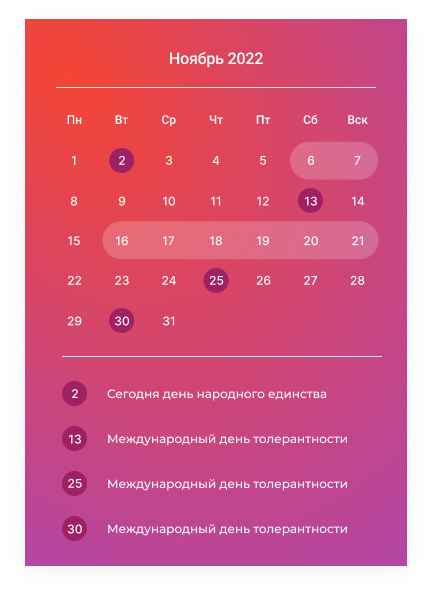 Ноябрь 2022
Пн Вт Ср Чт Пт Сб Вск
1 2 3 4 5 6 7
8 9 10 11 12 13 14
15 16 17 18 19 20 21
22 23 24 25 26 27 28
29 30 31
2 Сегодня день народного единства
13 Международный день толерантности
25 Международный день толерантности
30 Международный день толерантности